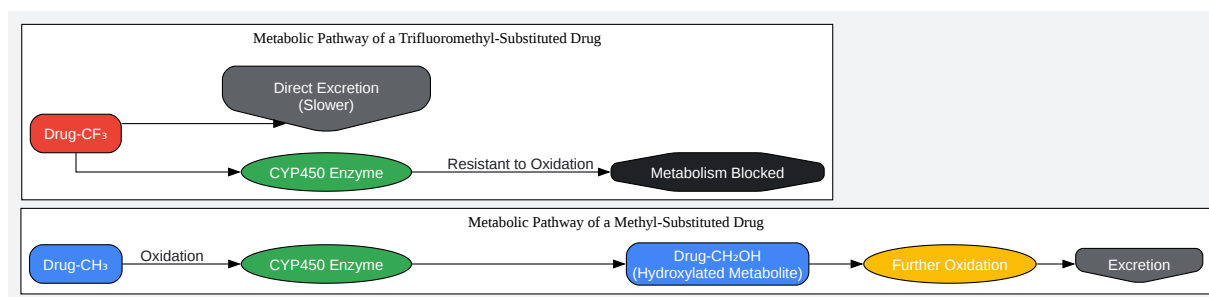 Metabolic Pathway of a Trifluoromethyl-Substituted Drug
Direct Excretion
(Slower)
Drug-CF₃
CYP450 Enzyme
Resistant to Oxidation
Metabolism Blocked
Metabolic Pathway of a Methyl-Substituted Drug
Drug-CH₃
Oxidation
CYP450 Enzyme
Drug-CH₂OH
(Hydroxylated Metabolite)
Further Oxidation
Excretion